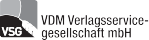 VSG
VDM Verlagsservice-
gesellschaft mbH